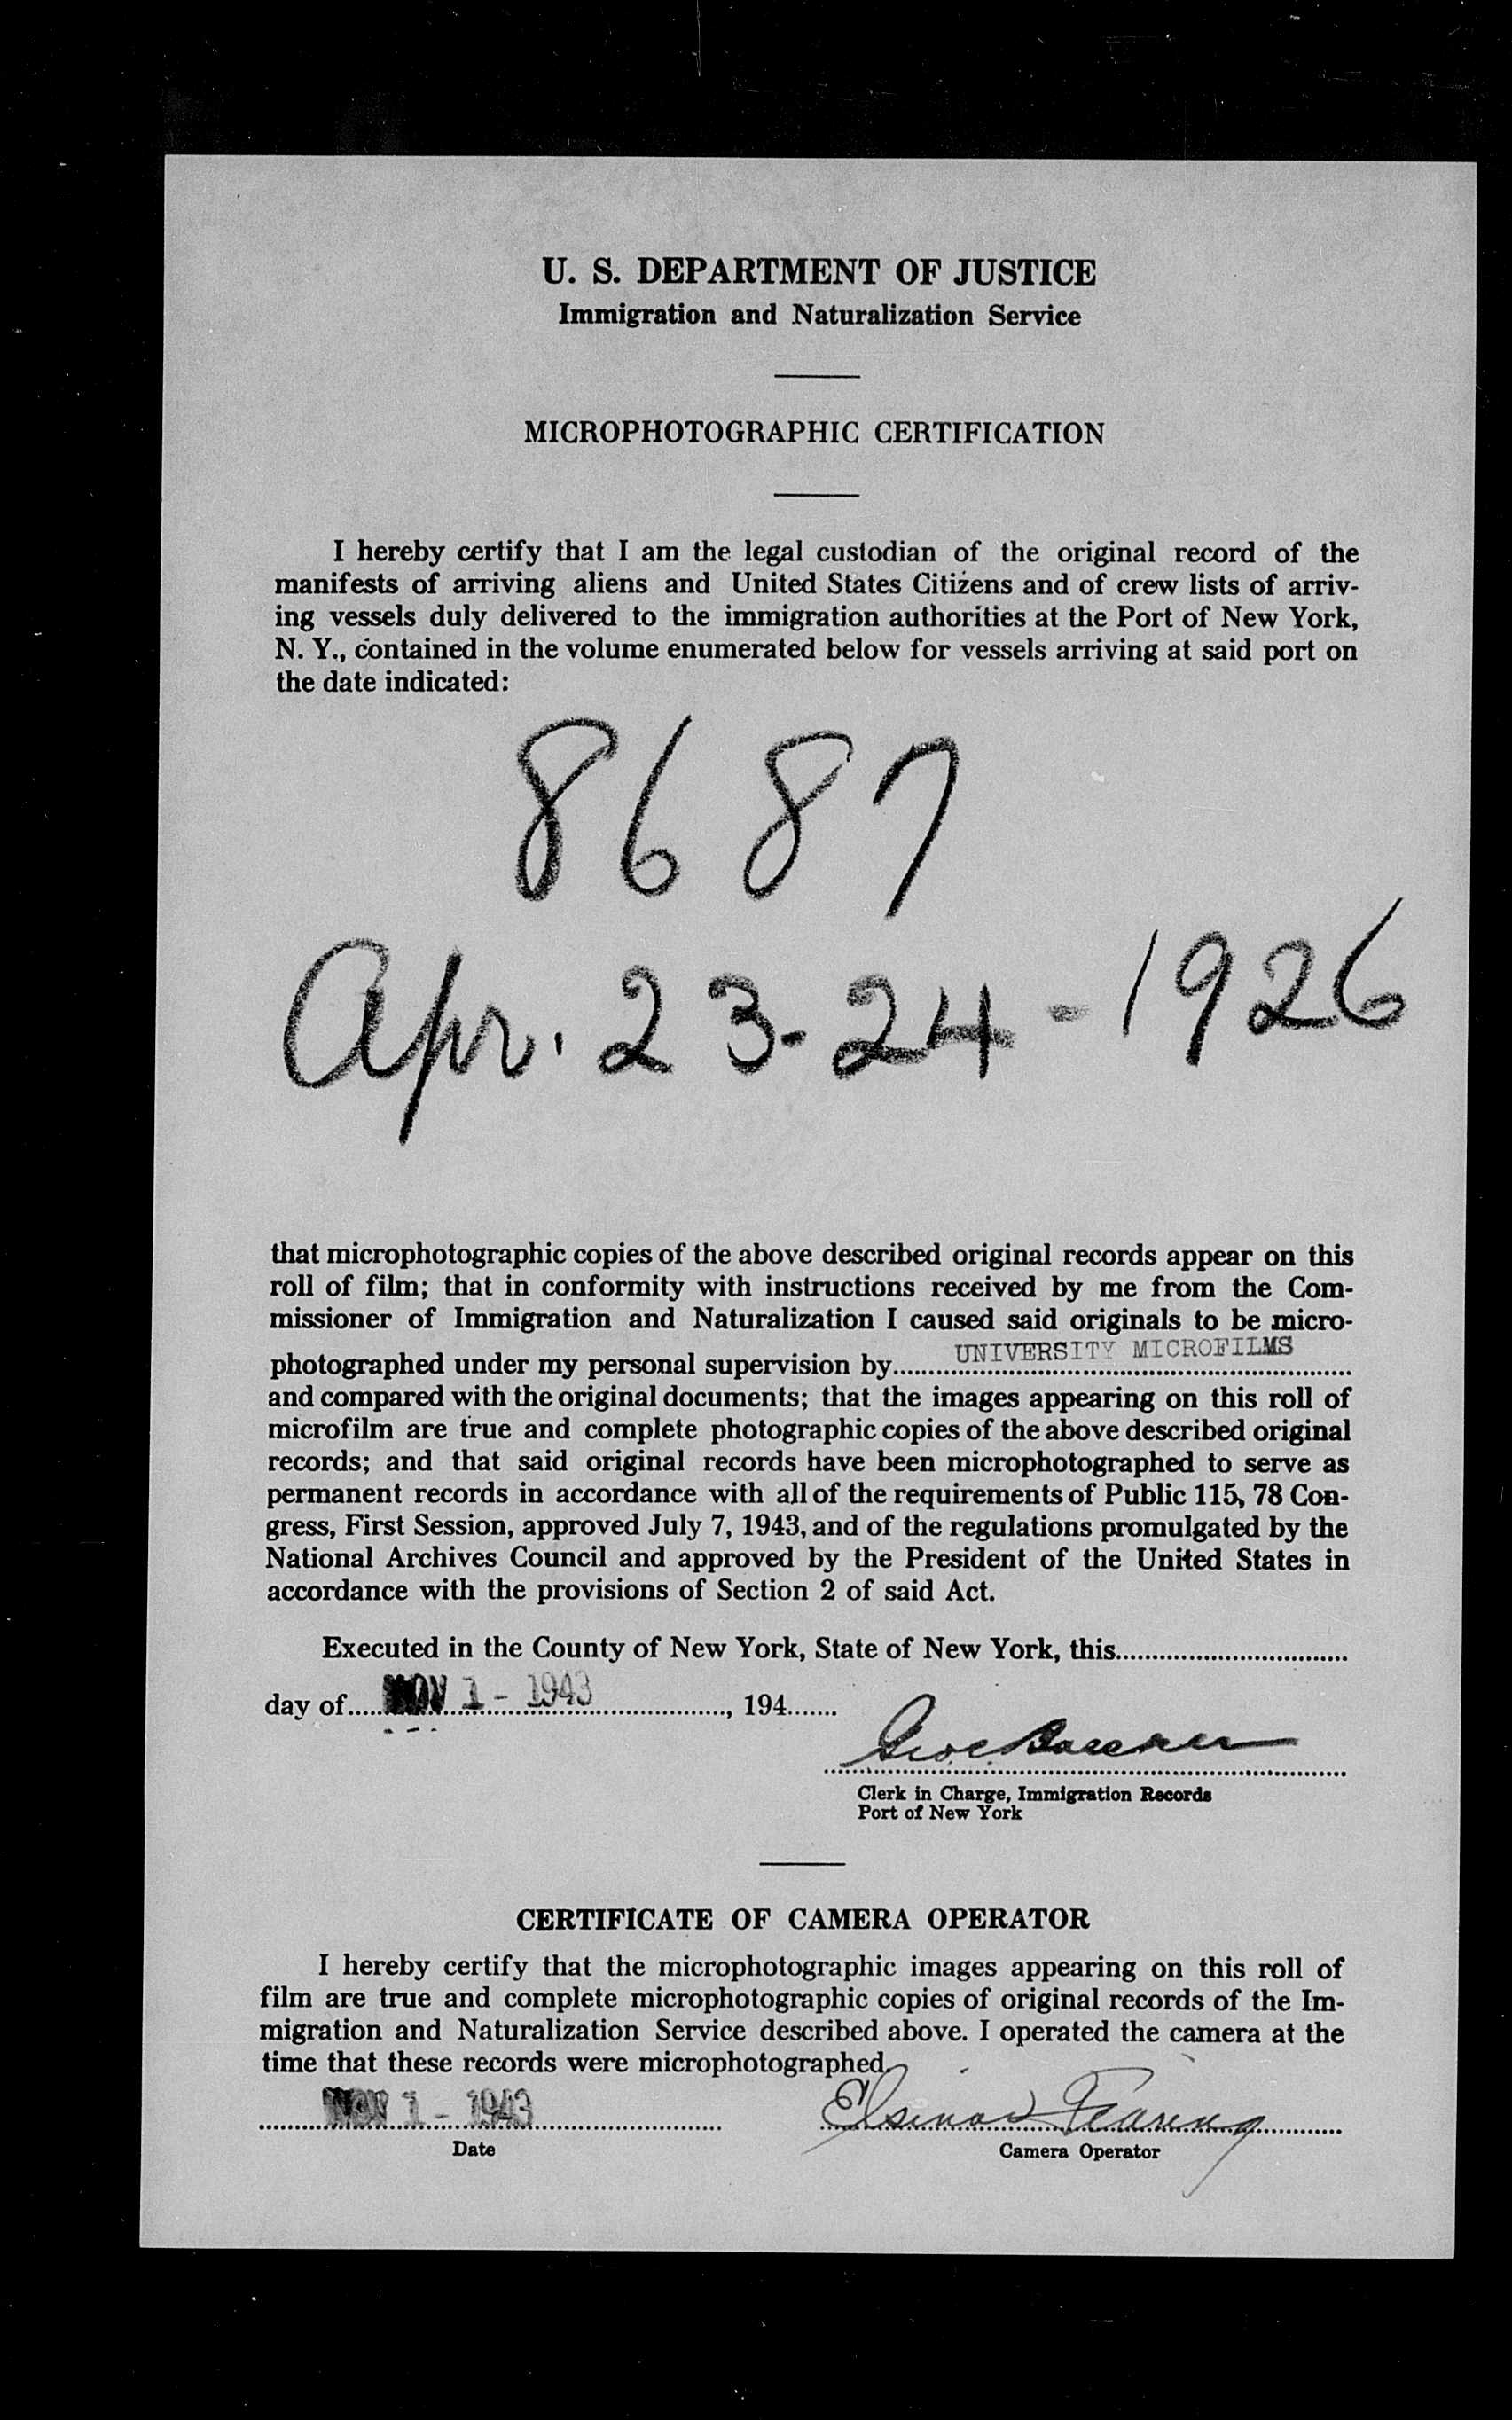 U. S. DEPARTMENT OF JUSTICE
Immigration and Naturalization Service
MICROPHOTOGRAPHIC CERTIFICATION
I hereby certify that I am the legal custodian of the original record of the
manifests of arriving aliens and United States Citizens and of crew lists of arriv-
ing vessels duly delivered to the immigration authorities at the Port of New York,
N. Y., contained in the volume enumerated below for vessels arriving at said port on
the date indicated:
8687
Apr. 23-24-1926
that microphotographic copies of the above described original records appear on this
roll of film; that in conformity with instructions received by me from the Com-
missioner of Immigration and Naturalization I caused said originals to be micro-
photographed under my personal supervision by UNIVERSITY MICROFILMS
and compared with the original documents; that the images appearing on this roll of
microfilm are true and complete photographic copies of the above described original
records; and that said original records have been microphotographed to serve as
permanent records in accordance with all of the requirements of Public 115, 78 Con-
gress, First Session, approved July 7, 1943, and of the regulations promulgated by the
National Archives Council and approved by the President of the United States in
accordance with the provisions of Section 2 of said Act.
Executed in the County of New York, State of New York, this
day of NOV 1 - 1943, 194
Clerk in Charge, Immigration Records
Port of New York
CERTIFICATE OF CAMERA OPERATOR
I hereby certify that the microphotographic images appearing on this roll of
film are true and complete microphotographic copies of original records of the Im-
migration and Naturalization Service described above. I operated the camera at the
time that these records were microphotographed.
NOV 1 - 1943
Date
Camera Operator